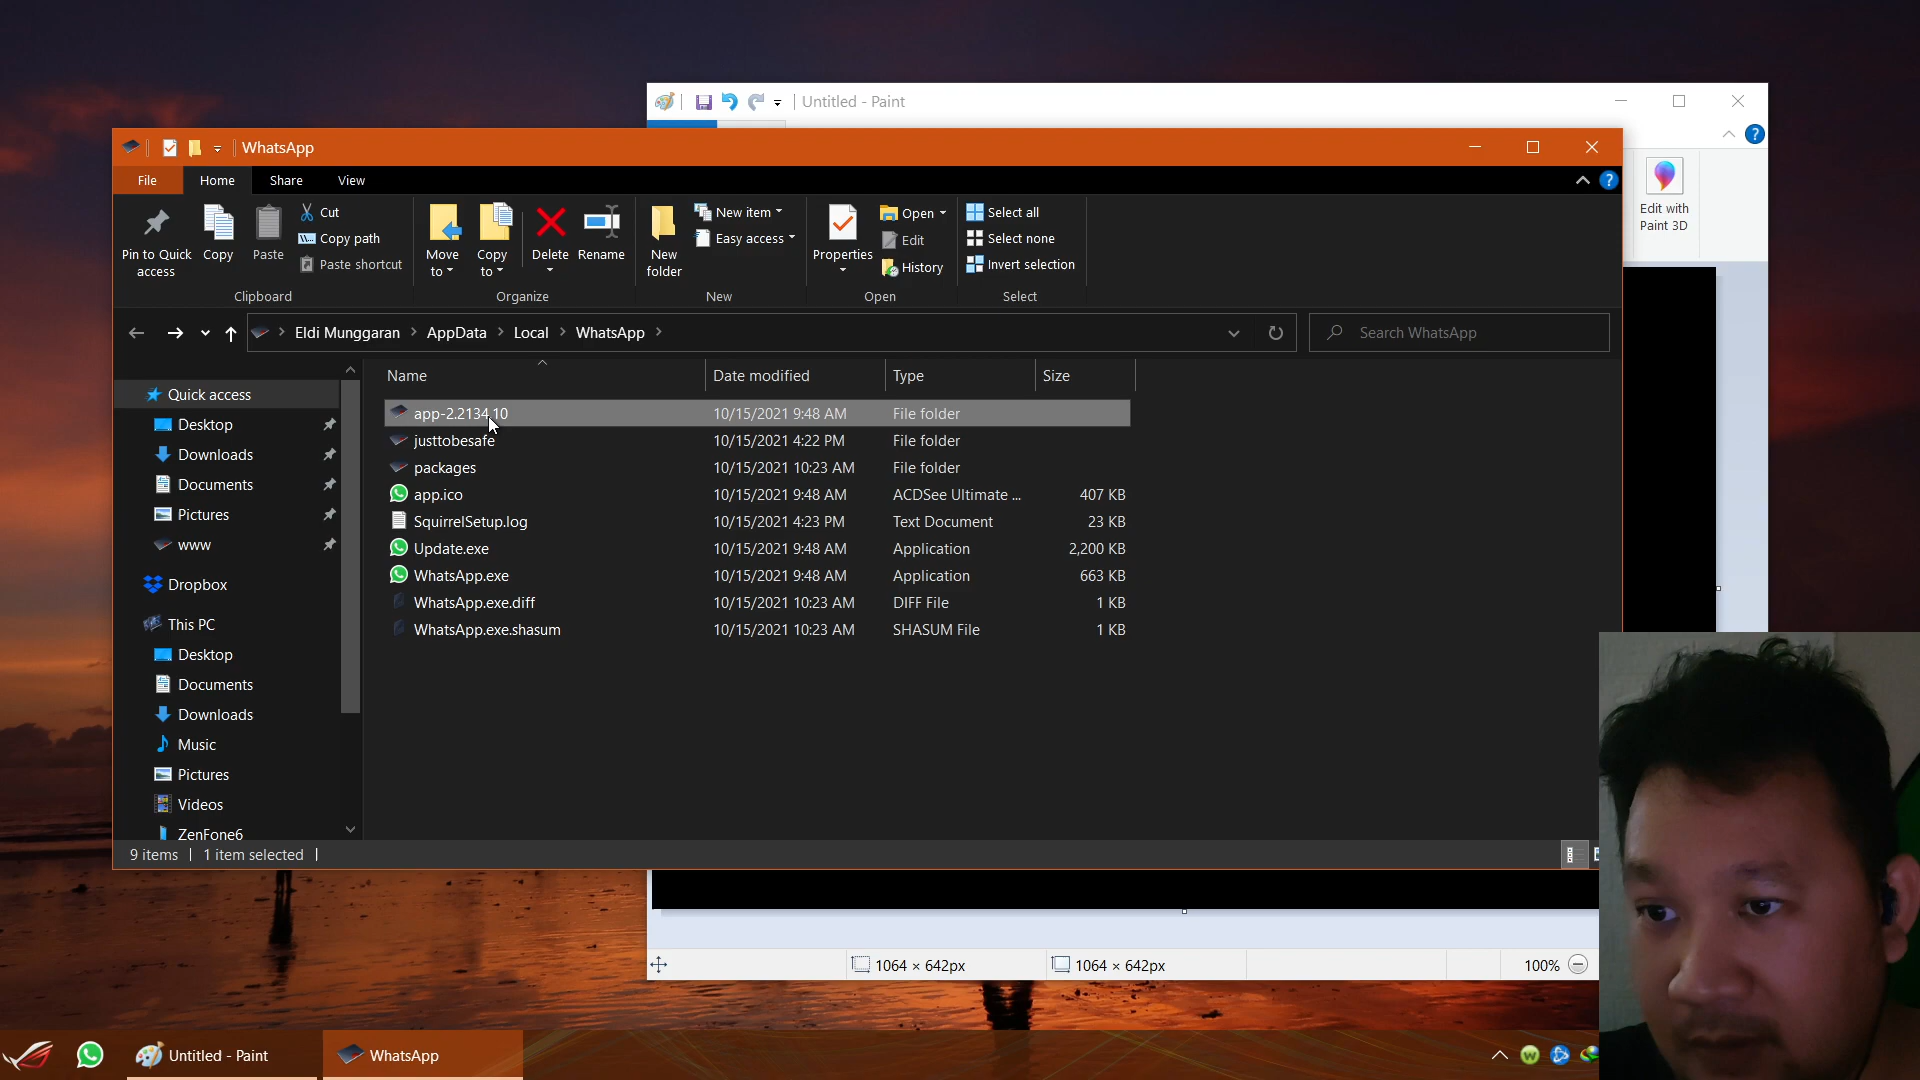 Untitled - Paint
WhatsApp
File
Home
Share
View
Pin to Quick access
Copy
Paste
Cut
Copy path
Paste shortcut
Clipboard
Move to
Copy to
Delete
Rename
Organize
New folder
New item
Easy access
New
Properties
Open
Edit
History
Open
Select all
Select none
Invert selection
Select
Edit with
Paint 3D
Eldi Munggaran
AppData
Local
WhatsApp
Search WhatsApp
Quick access
Desktop
Downloads
Documents
Pictures
www
Dropbox
This PC
Desktop
Documents
Downloads
Music
Pictures
Videos
ZenFone6
Name Date modified Type Size
app-2.2134.10 10/15/2021 9:48 AM File folder
justtobesafe 10/15/2021 4:22 PM File folder
packages 10/15/2021 10:23 AM File folder
app.ico 10/15/2021 9:48 AM ACDSee Ultimate ... 407 KB
SquirrelSetup.log 10/15/2021 4:23 PM Text Document 23 KB
Update.exe 10/15/2021 9:48 AM Application 2,200 KB
WhatsApp.exe 10/15/2021 9:48 AM Application 663 KB
WhatsApp.exe.diff 10/15/2021 10:23 AM DIFF File 1 KB
WhatsApp.exe.shasum 10/15/2021 10:23 AM SHASUM File 1 KB
9 items 1 item selected
1064 × 642px 1064 × 642px 100%
Untitled - Paint
WhatsApp